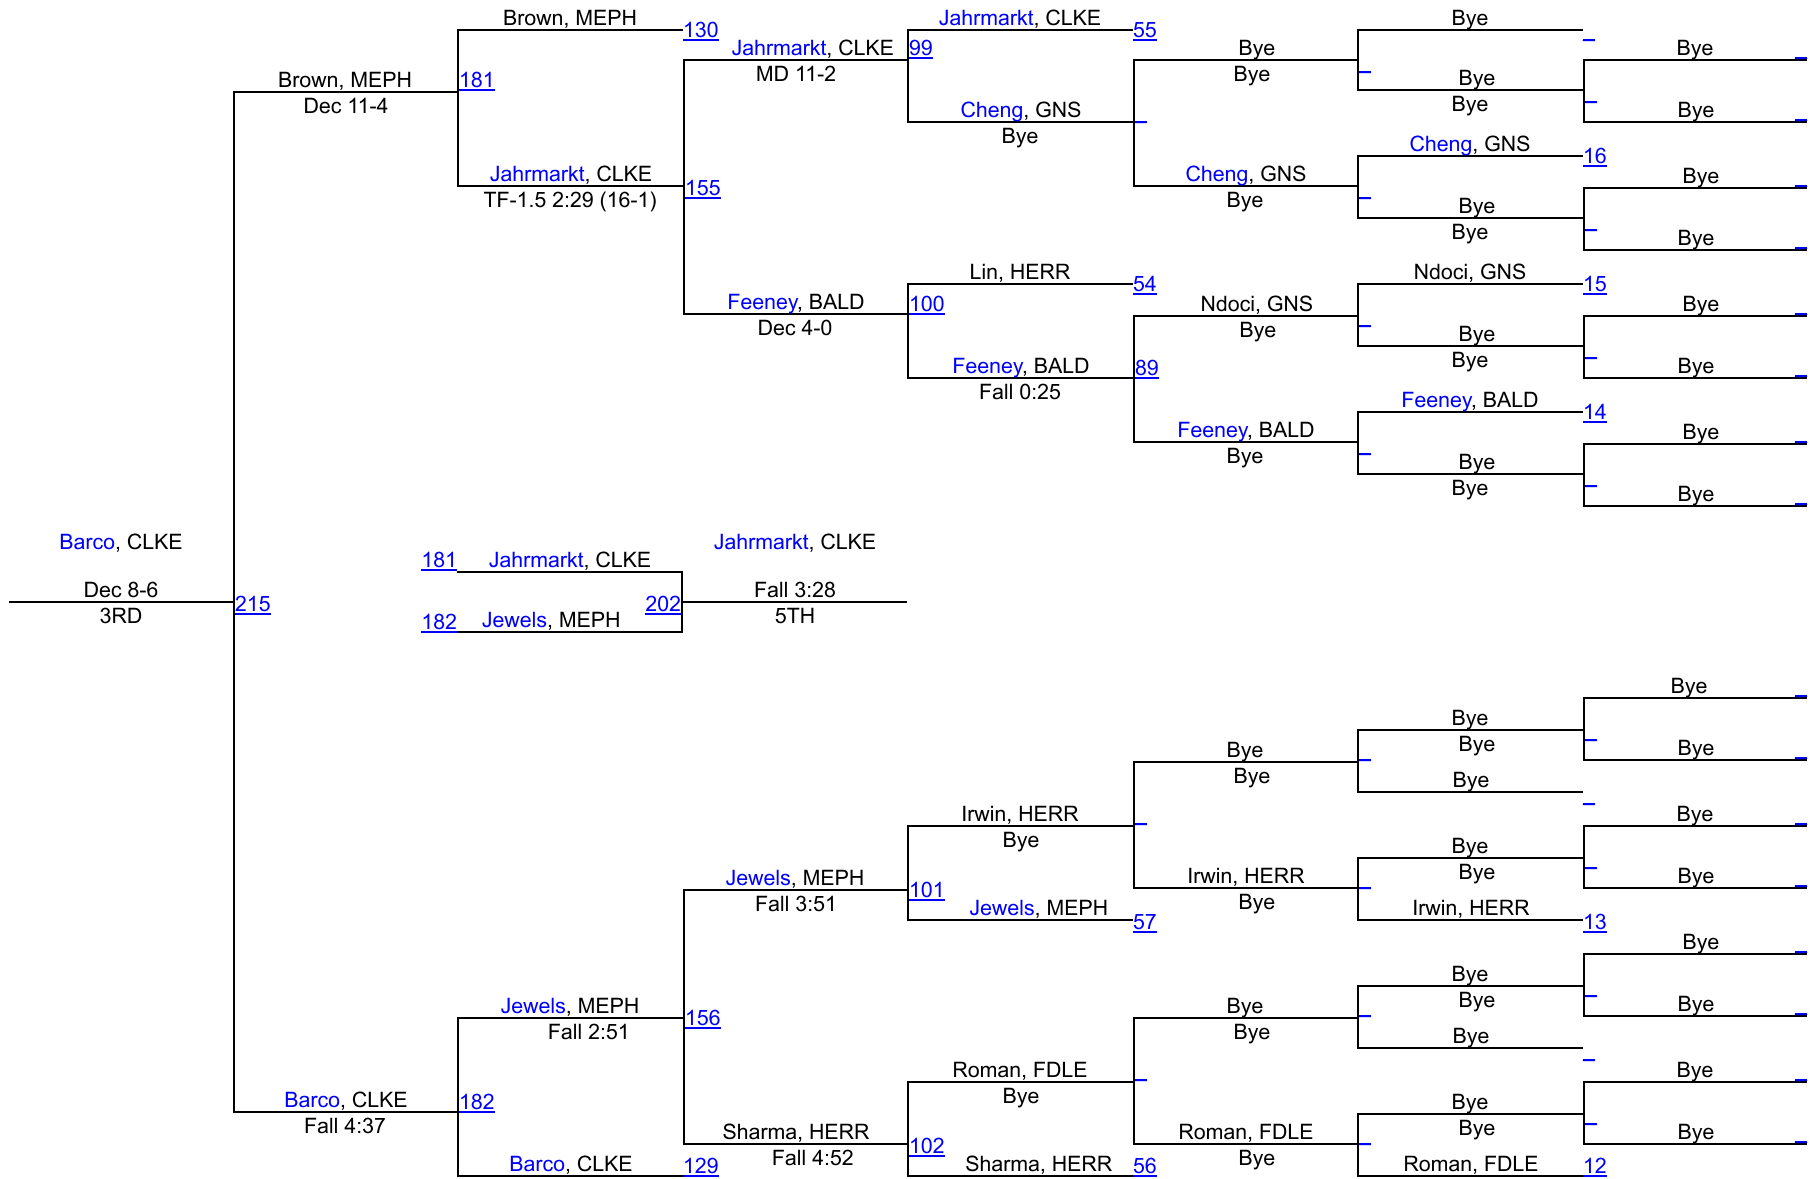 Brown, MEPH
130
Jahrmarkt, CLKE
55
Bye
Jahrmarkt, CLKE
99
MD 11-2
Bye
Bye
Bye
Brown, MEPH
181
Dec 11-4
Bye
Bye
Cheng, GNS
Bye
Bye
Cheng, GNS
16
Jahrmarkt, CLKE
155
TF-1.5 2:29 (16-1)
Cheng, GNS
Bye
Bye
Bye
Bye
Bye
Lin, HERR
54
Ndoci, GNS
15
Feeney, BALD
100
Dec 4-0
Ndoci, GNS
Bye
Bye
Bye
Bye
Feeney, BALD
89
Fall 0:25
Bye
Feeney, BALD
14
Feeney, BALD
Bye
Bye
Bye
Bye
Bye
Barco, CLKE
Dec 8-6
3RD
215
181
Jahrmarkt, CLKE
182
Jewels, MEPH
202
Jahrmarkt, CLKE
Fall 3:28
5TH
Bye
Bye
Bye
Bye
Bye
Bye
Bye
Irwin, HERR
Bye
Bye
Bye
Bye
Jewels, MEPH
101
Fall 3:51
Irwin, HERR
Bye
Bye
Jewels, MEPH
57
Irwin, HERR
13
Bye
Jewels, MEPH
156
Fall 2:51
Bye
Bye
Bye
Bye
Bye
Bye
Roman, FDLE
Bye
Bye
Barco, CLKE
182
Fall 4:37
Sharma, HERR
102
Fall 4:52
Roman, FDLE
Bye
Bye
Bye
Bye
Barco, CLKE
129
Sharma, HERR
56
Roman, FDLE
12